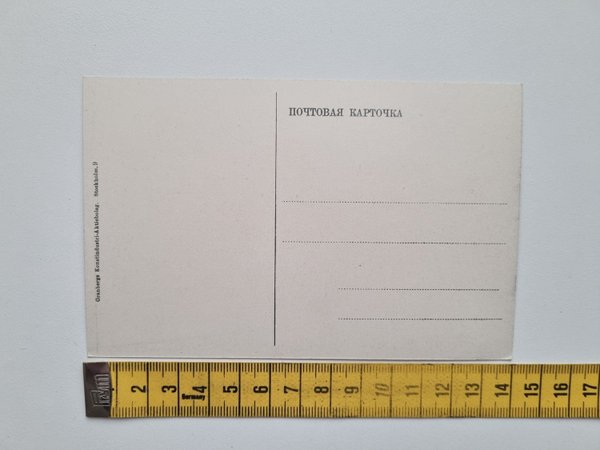 ПОЧТОВАЯ КАРТОЧКА
Granbergs Konstindustri-Aktiebolag. Stockholm. 9
2 3 4 5 6 7 8 9 10 11 12 13 14 15 16 17
Germany